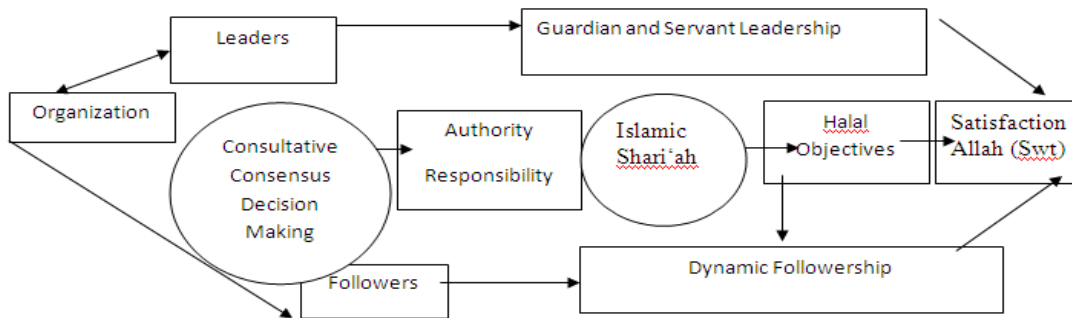 Leaders
Guardian and Servant Leadership
Organization
Consultative
Consensus
Decision
Making
Authority
Responsibility
Islamic
Shari‘ah
Halal
Objectives
Satisfaction
Allah (Swt)
Followers
Dynamic Followership